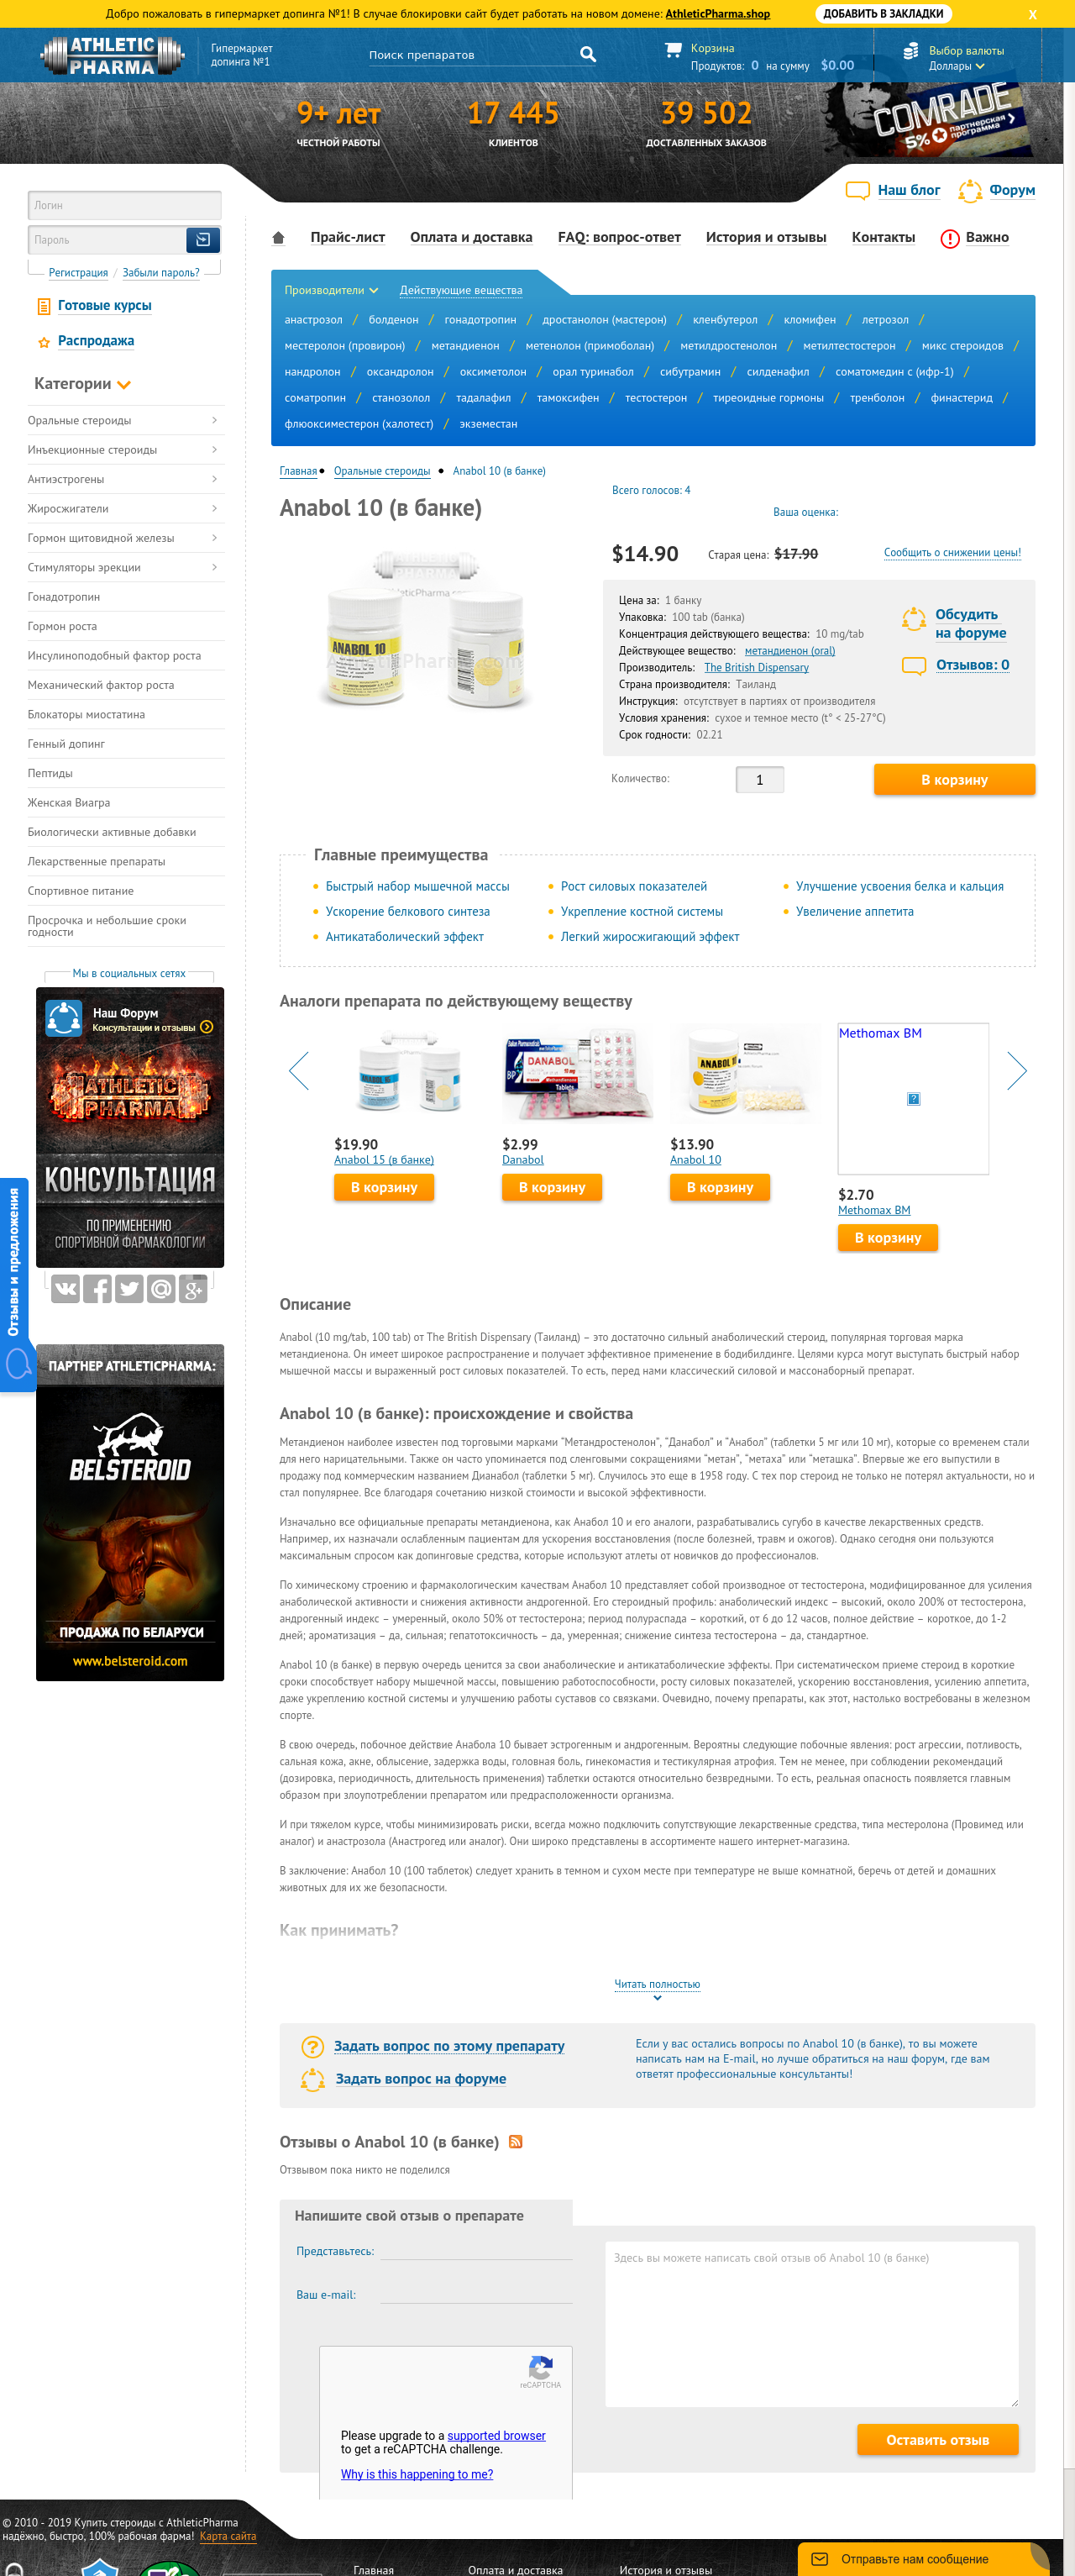 Добро пожаловать в гипермаркет допинга №1! В случае блокировки сайт будет работать на новом домене: AthleticPharma.shop
ДОБАВИТЬ В ЗАКЛАДКИ
X
ATHLETIC PHARMA
Гипермаркет
допинга №1
Поиск препаратов
Корзина
Продуктов: 0 на сумму $0.00
Выбор валюты
Доллары
9+ лет
ЧЕСТНОЙ РАБОТЫ
17 445
КЛИЕНТОВ
39 502
ДОСТАВЛЕННЫХ ЗАКАЗОВ
COMRADE
5% партнерская программа
Наш блог
Форум
Логин
Пароль
Регистрация / Забыли пароль?
Готовые курсы
Распродажа
Категории
Оральные стероиды
Инъекционные стероиды
Антиэстрогены
Жиросжигатели
Гормон щитовидной железы
Стимуляторы эрекции
Гонадотропин
Гормон роста
Инсулиноподобный фактор роста
Механический фактор роста
Блокаторы миостатина
Генный допинг
Пептиды
Женская Виагра
Биологически активные добавки
Лекарственные препараты
Спортивное питание
Просрочка и небольшие сроки
годности
Мы в социальных сетях
Наш Форум
Консультации и отзывы
ATHLETIC
PHARMA
КОНСУЛЬТАЦИЯ
ПО ПРИМЕНЕНИЮ
СПОРТИВНОЙ ФАРМАКОЛОГИИ
Отзывы и предложения
ПАРТНЕР ATHLETICPHARMA:
BELSTEROID
ПРОДАЖА ПО БЕЛАРУСИ
www.belsteroid.com
Прайс-лист
Оплата и доставка
FAQ: вопрос-ответ
История и отзывы
Контакты
Важно
Производители
Действующие вещества
анастрозол / болденон / гонадотропин / дростанолон (мастерон) / кленбутерол / кломифен / летрозол /
местеролон (провирон) / метандиенон / метенолон (примоболан) / метилдростенолон / метилтестостерон / микс стероидов /
нандролон / оксандролон / оксиметолон / орал туринабол / сибутрамин / силденафил / соматомедин с (ифр-1) /
соматропин / станозолол / тадалафил / тамоксифен / тестостерон / тиреоидные гормоны / тренболон / финастерид /
флюоксиместерон (халотест) / экземестан
Главная • Оральные стероиды • Anabol 10 (в банке)
Anabol 10 (в банке)
Всего голосов: 4
Ваша оценка:
$14.90
Старая цена: $17.90
Сообщить о снижении цены!
Цена за: 1 банку
Упаковка: 100 tab (банка)
Концентрация действующего вещества: 10 mg/tab
Действующее вещество: метандиенон (oral)
Производитель: The British Dispensary
Страна производителя: Таиланд
Инструкция: отсутствует в партиях от производителя
Условия хранения: сухое и темное место (t° < 25-27°C)
Срок годности: 02.21
Обсудить
на форуме
Отзывов: 0
Количество:
1
В корзину
Главные преимущества
Быстрый набор мышечной массы
Рост силовых показателей
Улучшение усвоения белка и кальция
Ускорение белкового синтеза
Укрепление костной системы
Увеличение аппетита
Антикатаболический эффект
Легкий жиросжигающий эффект
Аналоги препарата по действующему веществу
Methomax BM
$19.90
Anabol 15 (в банке)
В корзину
$2.99
Danabol
В корзину
$13.90
Anabol 10
В корзину
$2.70
Methomax BM
В корзину
Описание
Anabol (10 mg/tab, 100 tab) от The British Dispensary (Таиланд) – это достаточно сильный анаболический стероид, популярная торговая марка
метандиенона. Он имеет широкое распространение и получает эффективное применение в бодибилдинге. Целями курса могут выступать быстрый набор
мышечной массы и выраженный рост силовых показателей. То есть, перед нами классический силовой и массонаборный препарат.
Anabol 10 (в банке): происхождение и свойства
Метандиенон наиболее известен под торговыми марками "Метандростенолон", "Данабол" и "Анабол" (таблетки 5 мг или 10 мг), которые со временем стали
для него нарицательными. Также он часто упоминается под сленговыми сокращениями "метан", "метаха" или "меташка". Впервые же его выпустили в
продажу под коммерческим названием Дианабол (таблетки 5 мг). Случилось это еще в 1958 году. С тех пор стероид не только не потерял актуальности, но и
стал популярнее. Все благодаря сочетанию низкой стоимости и высокой эффективности.
Изначально все официальные препараты метандиенона, как Анабол 10 и его аналоги, разрабатывались сугубо в качестве лекарственных средств.
Например, их назначали ослабленным пациентам для ускорения восстановления (после болезней, травм и ожогов). Однако сегодня они пользуются
максимальным спросом как допинговые средства, которые используют атлеты от новичков до профессионалов.
По химическому строению и фармакологическим качествам Анабол 10 представляет собой производное от тестостерона, модифицированное для усиления
анаболической активности и снижения активности андрогенной. Его стероидный профиль: анаболический индекс – высокий, около 200% от тестостерона,
андрогенный индекс – умеренный, около 50% от тестостерона; период полураспада – короткий, от 6 до 12 часов, полное действие – короткое, до 1-2
дней; ароматизация – да, сильная; гепатотоксичность – да, умеренная; снижение синтеза тестостерона – да, стандартное.
Anabol 10 (в банке) в первую очередь ценится за свои анаболические и антикатаболические эффекты. При систематическом приеме стероид в короткие
сроки способствует набору мышечной массы, повышению работоспособности, росту силовых показателей, ускорению восстановления, усилению аппетита,
даже укреплению костной системы и улучшению работы суставов со связками. Очевидно, почему препараты, как этот, настолько востребованы в железном
спорте.
В свою очередь, побочное действие Анабола 10 бывает эстрогенным и андрогенным. Вероятны следующие побочные явления: рост агрессии, потливость,
сальная кожа, акне, облысение, задержка воды, головная боль, гинекомастия и тестикулярная атрофия. Тем не менее, при соблюдении рекомендаций
(дозировка, периодичность, длительность применения) таблетки остаются относительно безвредными. То есть, реальная опасность появляется главным
образом при злоупотреблении препаратом или предрасположенности организма.
И при тяжелом курсе, чтобы минимизировать риски, всегда можно подключить сопутствующие лекарственные средства, типа местеролона (Провимед или
аналог) и анастрозола (Анастрогед или аналог). Они широко представлены в ассортименте нашего интернет-магазина.
В заключение: Анабол 10 (100 таблеток) следует хранить в темном и сухом месте при температуре не выше комнатной, беречь от детей и домашних
животных для их же безопасности.
Как принимать?
Читать полностью
Задать вопрос по этому препарату
Задать вопрос на форуме
Если у вас остались вопросы по Anabol 10 (в банке), то вы можете
написать нам на E-mail, но лучше обратиться на наш форум, где вам
ответят профессиональные консультанты!
Отзывы о Anabol 10 (в банке)
Отзвывом пока никто не поделился
Напишите свой отзыв о препарате
Представьтесь:
Ваш e-mail:
Здесь вы можете написать свой отзыв об Anabol 10 (в банке)
reCAPTCHA
Please upgrade to a supported browser
to get a reCAPTCHA challenge.
Why is this happening to me?
Оставить отзыв
© 2010 - 2019 Купить стероиды с AthleticPharma
надёжно, быстро, 100% рабочая фарма! Карта сайта
Главная
Оплата и доставка
История и отзывы
Отправьте нам сообщение